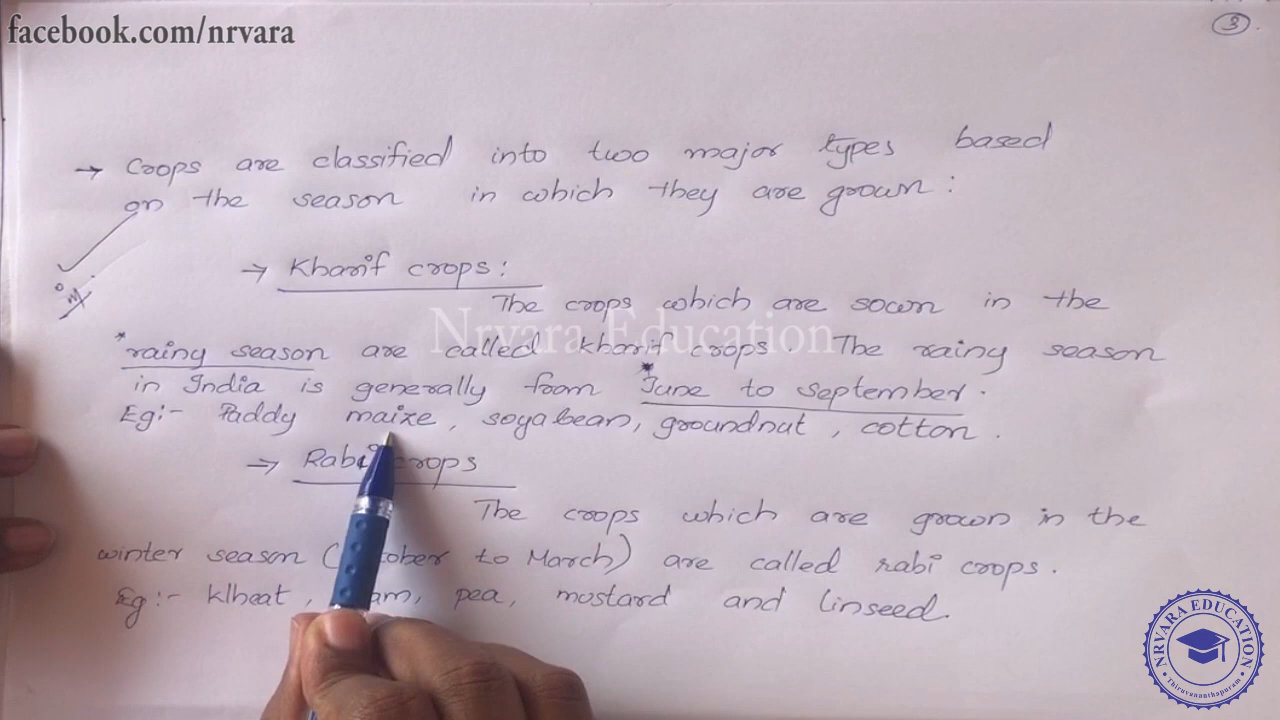 facebook.com/nrvara
3
→ Crops are classified into two major types based
on the season in which they are grown:
→ Kharif crops:
The crops which are sown in the
Nrvara Education
*rainy season are called kharif crops. The rainy season
in India is generally from *June to September.
Eg:- Paddy maize, soyabean, groundnut, cotton.
→ Rabi crops
The crops which are grown in the
winter season ( to March) are called rabi crops.
Eg:- Wheat, pea, mustard and linseed.
NRVARA EDUCATION
Thiruvananthapuram